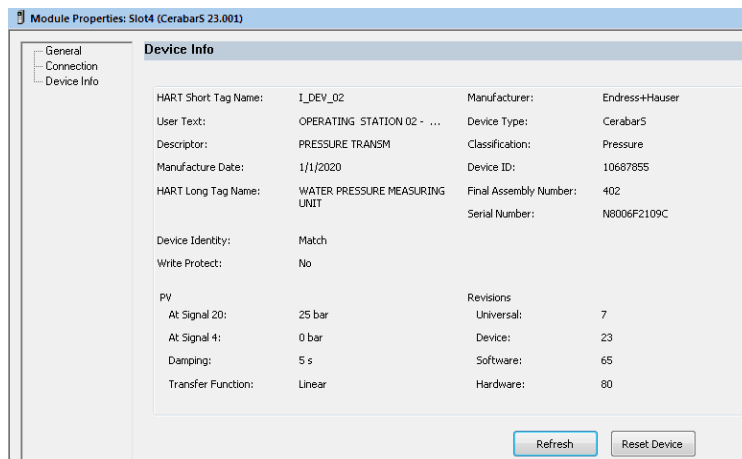 Module Properties: Slot4 (CerabarS 23.001)
General
Connection
Device Info
Device Info
HART Short Tag Name: I_DEV_02 Manufacturer: Endress+Hauser
User Text: OPERATING STATION 02 - ... Device Type: CerabarS
Descriptor: PRESSURE TRANSM Classification: Pressure
Manufacture Date: 1/1/2020 Device ID: 10687855
HART Long Tag Name: WATER PRESSURE MEASURING Final Assembly Number: 402
UNIT
Serial Number: N8006F2109C
Device Identity: Match
Write Protect: No
PV Revisions
At Signal 20: 25 bar Universal: 7
At Signal 4: 0 bar Device: 23
Damping: 5 s Software: 65
Transfer Function: Linear Hardware: 80
Refresh Reset Device